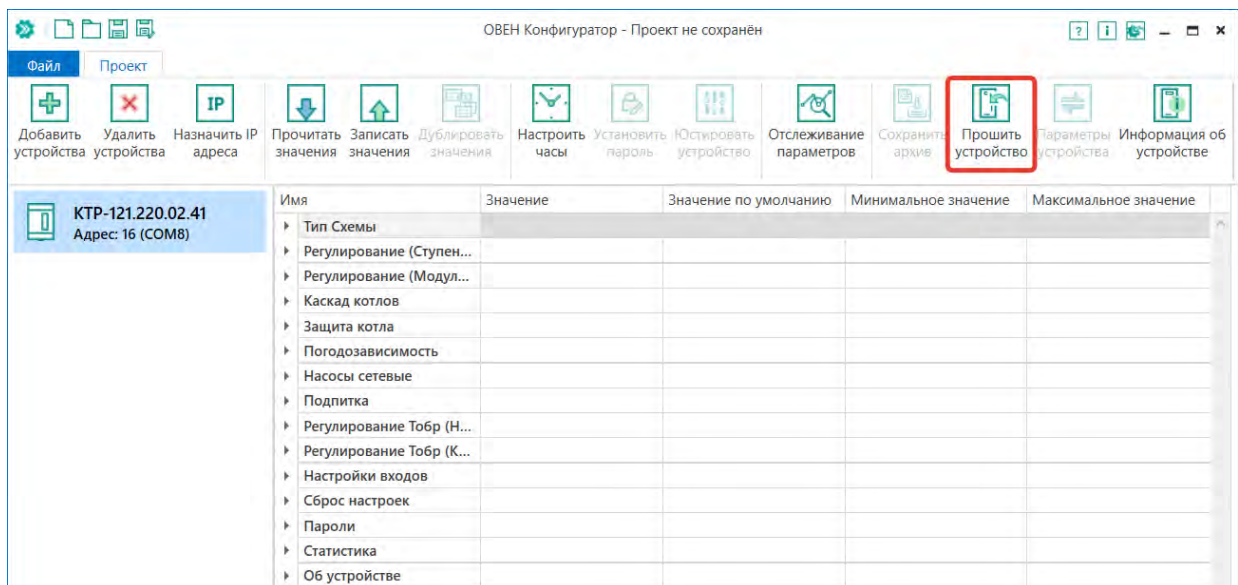 ОВЕН Конфигуратор - Проект не сохранён
Файл Проект
IP
Добавить устройства
Удалить устройства
Назначить IP адреса
Прочитать значения
Записать значения
Дублировать значения
Настроить часы
Установить пароль
Юстировать устройство
Отслеживание параметров
Сохранить архив
Прошить устройство
Параметры устройства
Информация об устройстве
КТР-121.220.02.41
Адрес: 16 (COM8)
Имя Значение Значение по умолчанию Минимальное значение Максимальное значение
Тип Схемы
Регулирование (Ступен...
Регулирование (Модул...
Каскад котлов
Защита котла
Погодозависимость
Насосы сетевые
Подпитка
Регулирование Тобр (Н...
Регулирование Тобр (К...
Настройки входов
Сброс настроек
Пароли
Статистика
Об устройстве